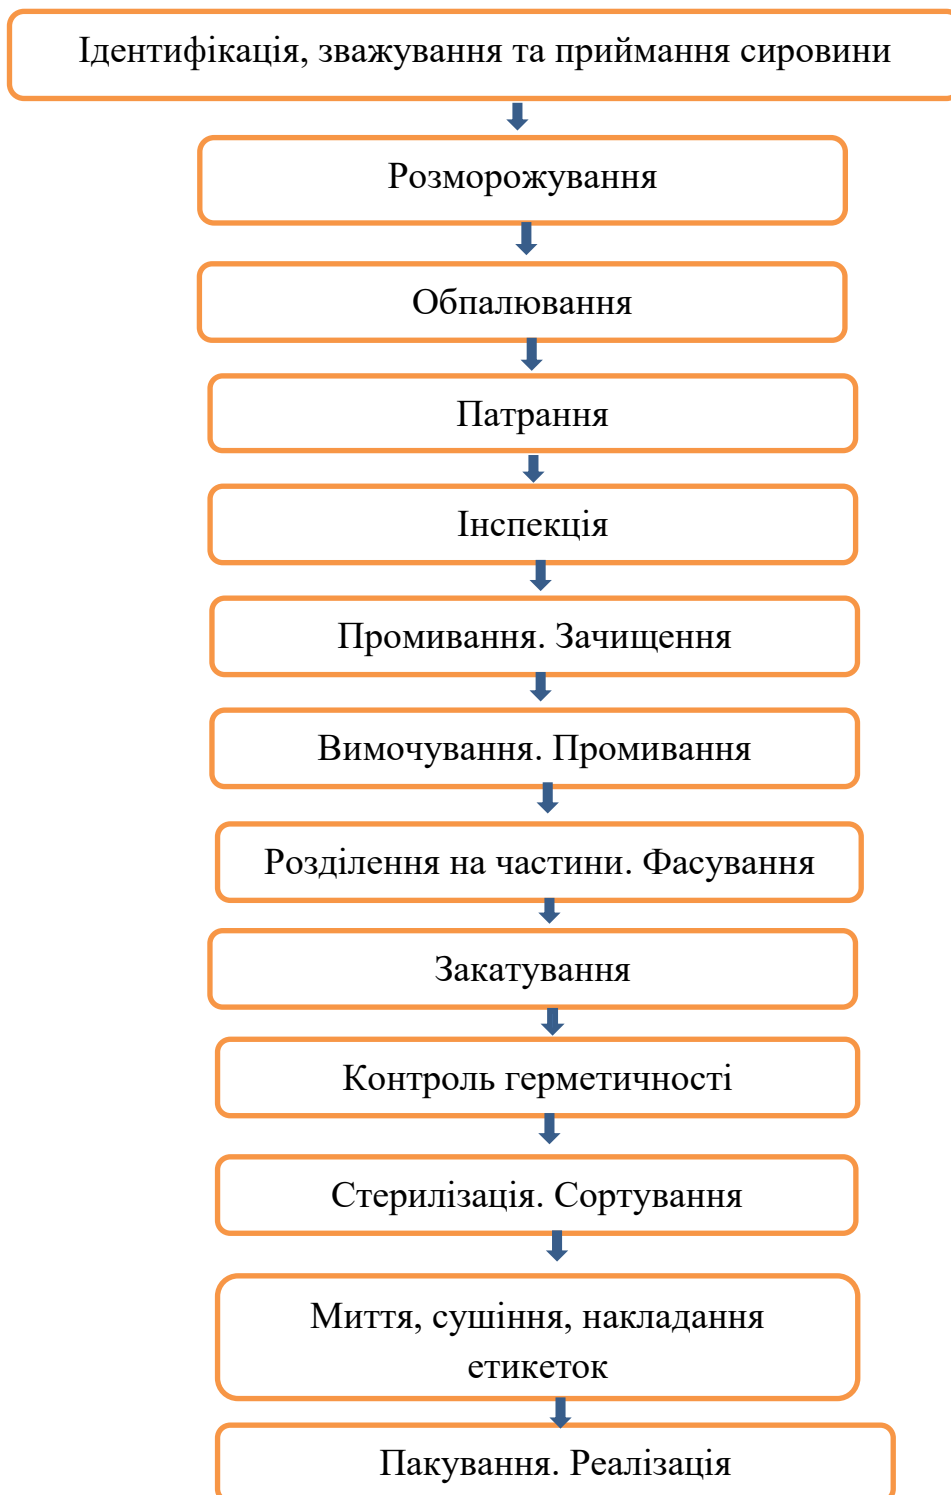 Ідентифікація, зважування та приймання сировини
Розморожування
Обпалювання
Патрання
Інспекція
Промивання. Зачищення
Вимочування. Промивання
Розділення на частини. Фасування
Закатування
Контроль герметичності
Стерилізація. Сортування
Миття, сушіння, накладання
етикеток
Пакування. Реалізація